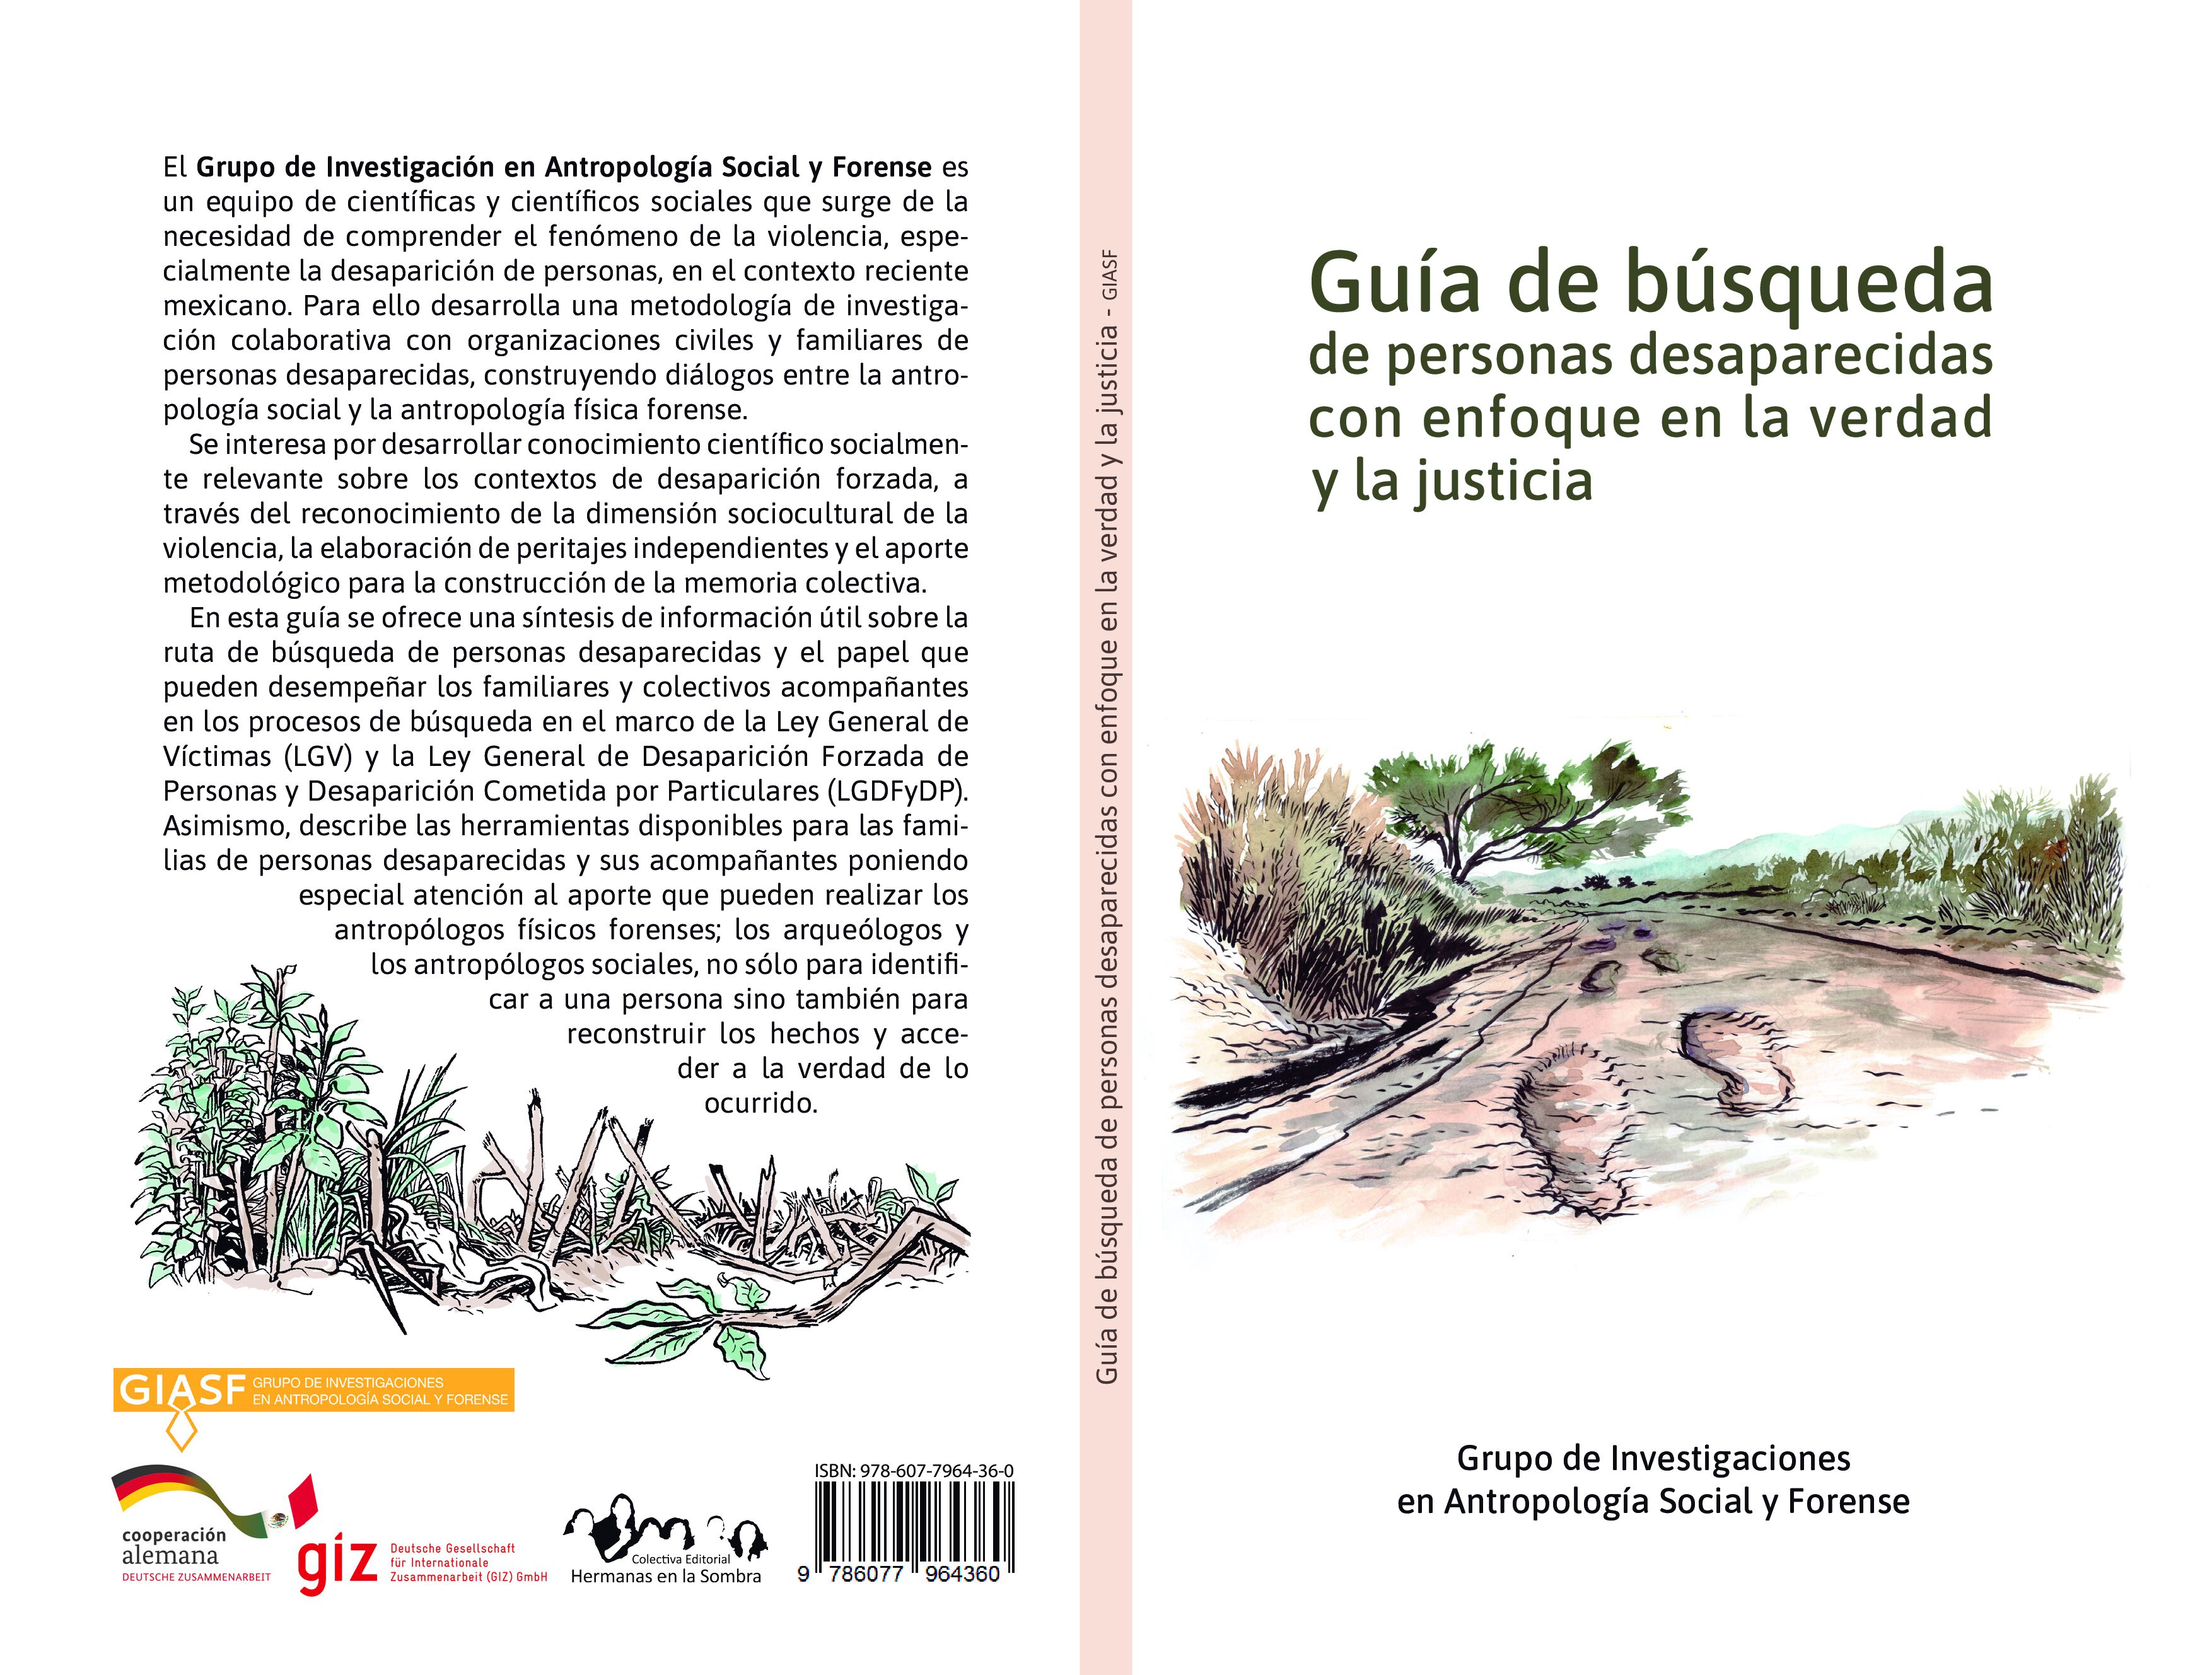 El Grupo de Investigación en Antropología Social y Forense es
un equipo de científicas y científicos sociales que surge de la
necesidad de comprender el fenómeno de la violencia, espe-
cialmente la desaparición de personas, en el contexto reciente
mexicano. Para ello desarrolla una metodología de investiga-
ción colaborativa con organizaciones civiles y familiares de
personas desaparecidas, construyendo diálogos entre la antro-
pología social y la antropología física forense.
Se interesa por desarrollar conocimiento científico socialmen-
te relevante sobre los contextos de desaparición forzada, a
través del reconocimiento de la dimensión sociocultural de la
violencia, la elaboración de peritajes independientes y el aporte
metodológico para la construcción de la memoria colectiva.
En esta guía se ofrece una síntesis de información útil sobre la
ruta de búsqueda de personas desaparecidas y el papel que
pueden desempeñar los familiares y colectivos acompañantes
en los procesos de búsqueda en el marco de la Ley General de
Víctimas (LGV) y la Ley General de Desaparición Forzada de
Personas y Desaparición Cometida por Particulares (LGDFyDP).
Asimismo, describe las herramientas disponibles para las fami-
lias de personas desaparecidas y sus acompañantes poniendo
especial atención al aporte que pueden realizar los
antropólogos físicos forenses; los arqueólogos y
los antropólogos sociales, no sólo para identifi-
car a una persona sino también para
reconstruir los hechos y acce-
der a la verdad de lo
ocurrido.
GIASF
GRUPO DE INVESTIGACIONES
EN ANTROPOLOGÍA SOCIAL Y FORENSE
cooperación
alemana
DEUTSCHE ZUSAMMENARBEIT
giz
Deutsche Gesellschaft
für Internationale
Zusammenarbeit (GIZ) GmbH
Colectiva Editorial
Hermanas en la Sombra
ISBN: 978-607-7964-36-0
9 786077 964360
Guía de búsqueda de personas desaparecidas con enfoque en la verdad y la justicia - GIASF
Guía de búsqueda
de personas desaparecidas
con enfoque en la verdad
y la justicia
Grupo de Investigaciones
en Antropología Social y Forense